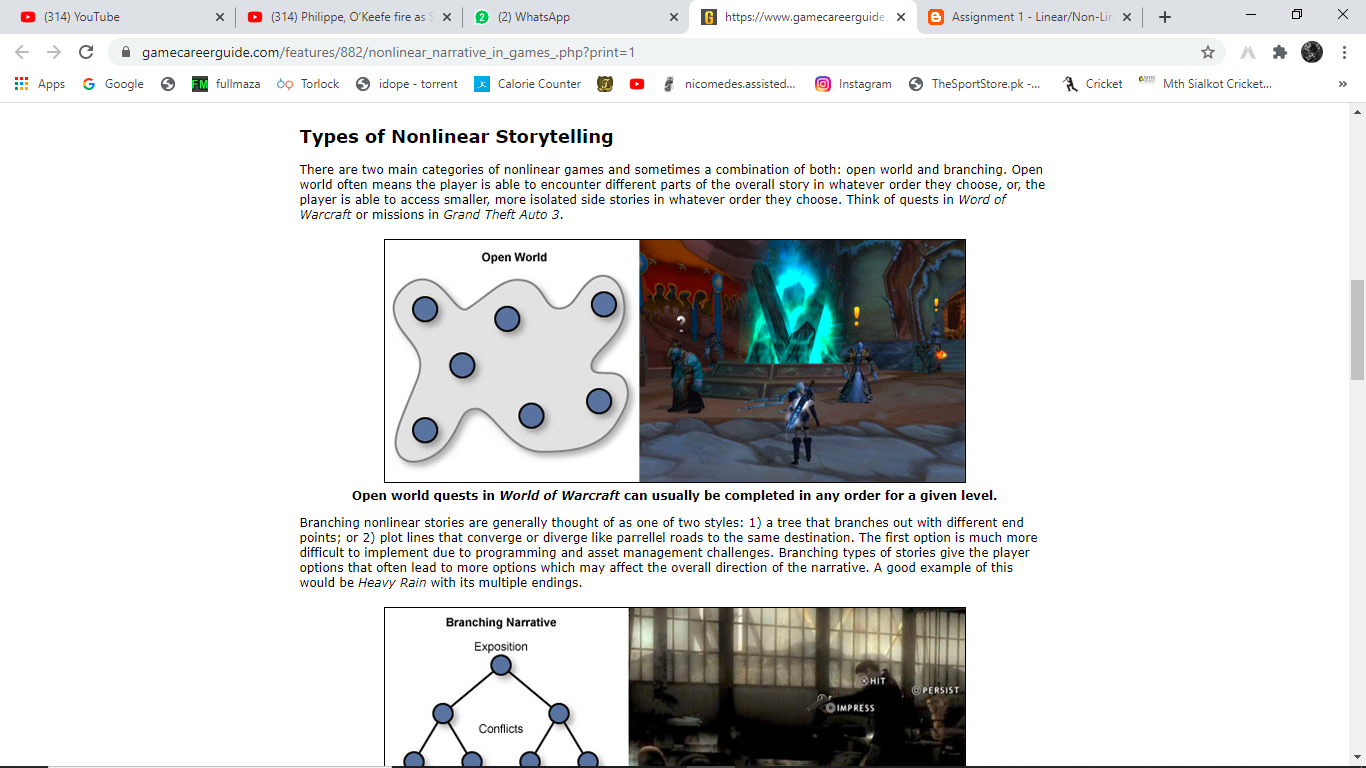 (314) YouTube
(314) Philippe, O'Keefe fire as S
2
(2) WhatsApp
G
https://www.gamecareerguide.
Assignment 1 - Linear/Non-Lin
gamecareerguide.com/features/882/nonlinear_narrative_in_games_.php?print=1
Apps
Google
FM
fullmaza
Torlock
idope - torrent
Calorie Counter
nicomedes.assisted...
Instagram
TheSportStore.pk -...
Cricket
Mth Sialkot Cricket...
»
Types of Nonlinear Storytelling
There are two main categories of nonlinear games and sometimes a combination of both: open world and branching. Open
world often means the player is able to encounter different parts of the overall story in whatever order they choose, or, the
player is able to access smaller, more isolated side stories in whatever order they choose. Think of quests in Word of
Warcraft or missions in Grand Theft Auto 3.
Open World
?
!
!
Open world quests in World of Warcraft can usually be completed in any order for a given level.
Branching nonlinear stories are generally thought of as one of two styles: 1) a tree that branches out with different end
points; or 2) plot lines that converge or diverge like parrellel roads to the same destination. The first option is much more
difficult to implement due to programming and asset management challenges. Branching types of stories give the player
options that often lead to more options which may affect the overall direction of the narrative. A good example of this
would be Heavy Rain with its multiple endings.
Branching Narrative
Exposition
Conflicts
HIT
PERSIST
IMPRESS